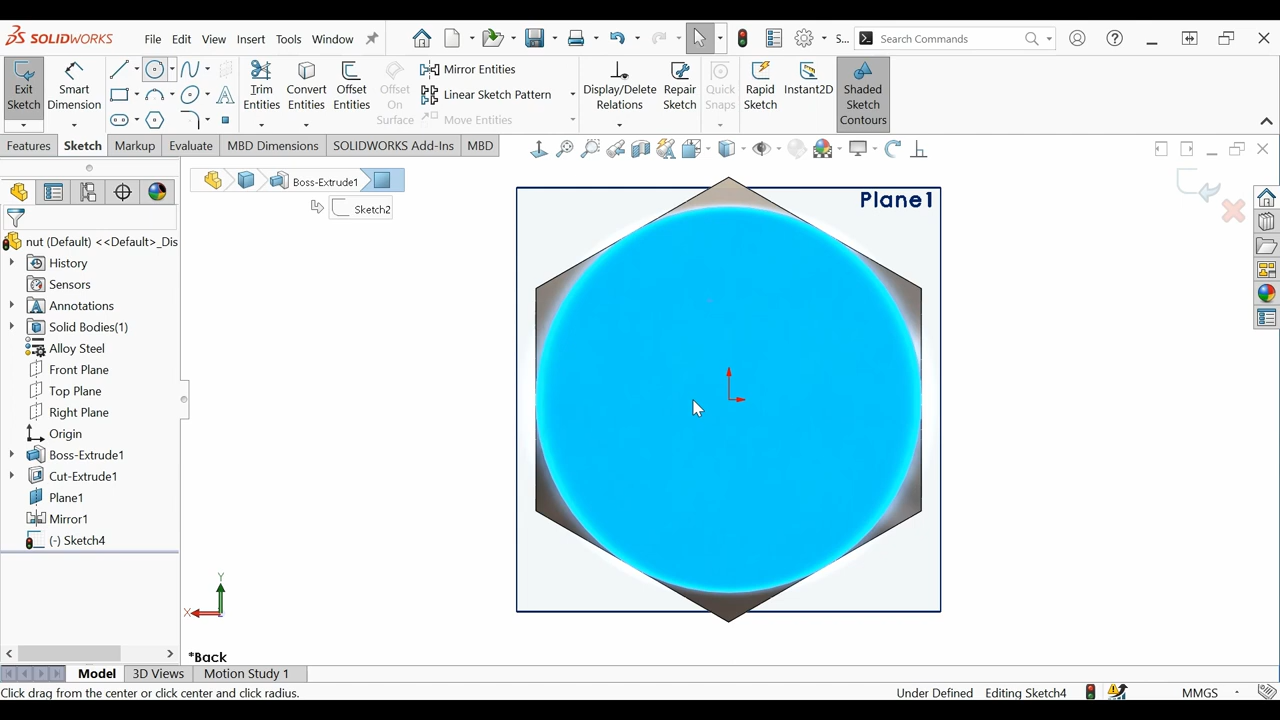 SOLIDWORKS
File Edit View Insert Tools Window
S...
Search Commands
Exit Sketch
Smart Dimension
Trim Entities
Convert Entities
Offset Entities
Offset On Surface
Mirror Entities
Linear Sketch Pattern
Move Entities
Display/Delete Relations
Repair Sketch
Quick Snaps
Rapid Sketch
Instant2D
Shaded Sketch Contours
Features Sketch Markup Evaluate MBD Dimensions SOLIDWORKS Add-Ins MBD
Boss-Extrude1
Sketch2
nut (Default) <<Default>_Dis
History
Sensors
Annotations
Solid Bodies(1)
Alloy Steel
Front Plane
Top Plane
Right Plane
Origin
Boss-Extrude1
Cut-Extrude1
Plane1
Mirror1
(-) Sketch4
Plane1
Y
X
*Back
Model 3D Views Motion Study 1
Click drag from the center or click center and click radius.
Under Defined Editing Sketch4 MMGS